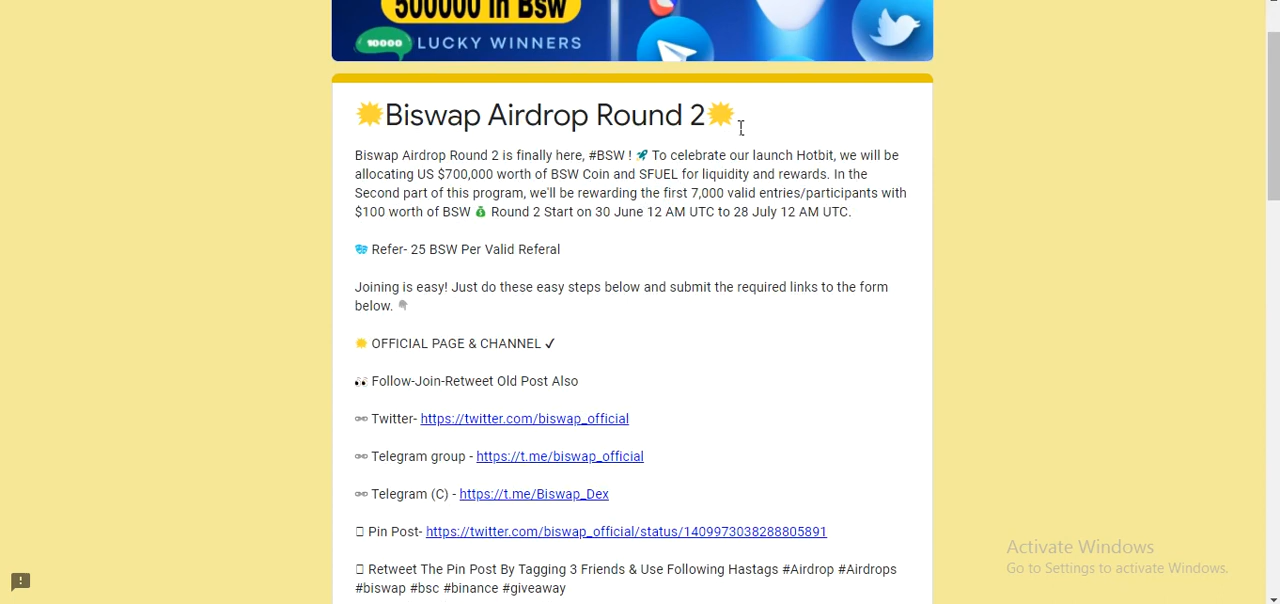 500000 in Bsw
10000 LUCKY WINNERS
Biswap Airdrop Round 2
Biswap Airdrop Round 2 is finally here, #BSW ! 🚀 To celebrate our launch Hotbit, we will be
allocating US $700,000 worth of BSW Coin and SFUEL for liquidity and rewards. In the
Second part of this program, we'll be rewarding the first 7,000 valid entries/participants with
$100 worth of BSW 💰 Round 2 Start on 30 June 12 AM UTC to 28 July 12 AM UTC.
Refer- 25 BSW Per Valid Referal
Joining is easy! Just do these easy steps below and submit the required links to the form
below. 👇
OFFICIAL PAGE & CHANNEL ✓
👀 Follow-Join-Retweet Old Post Also
Twitter- https://twitter.com/biswap_official
Telegram group - https://t.me/biswap_official
Telegram (C) - https://t.me/Biswap_Dex
Pin Post- https://twitter.com/biswap_official/status/1409973038288805891
Retweet The Pin Post By Tagging 3 Friends & Use Following Hastags #Airdrop #Airdrops
#biswap #bsc #binance #giveaway
Activate Windows
Go to Settings to activate Windows.